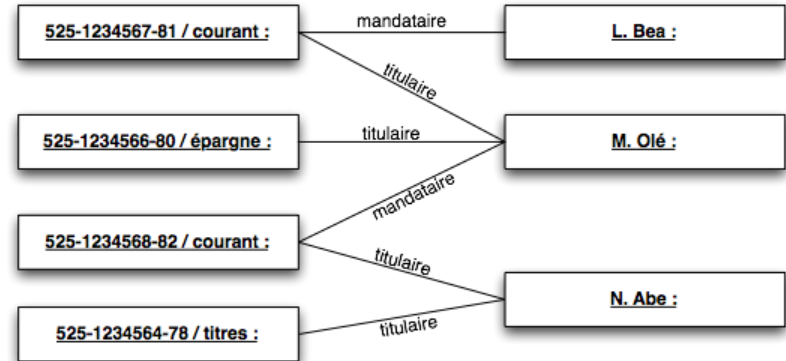 525-1234567-81 / courant :
mandataire
L. Bea :
titulaire
525-1234566-80 / épargne :
titulaire
M. Olé :
mandataire
525-1234568-82 / courant :
titulaire
N. Abe :
525-1234564-78 / titres :
titulaire